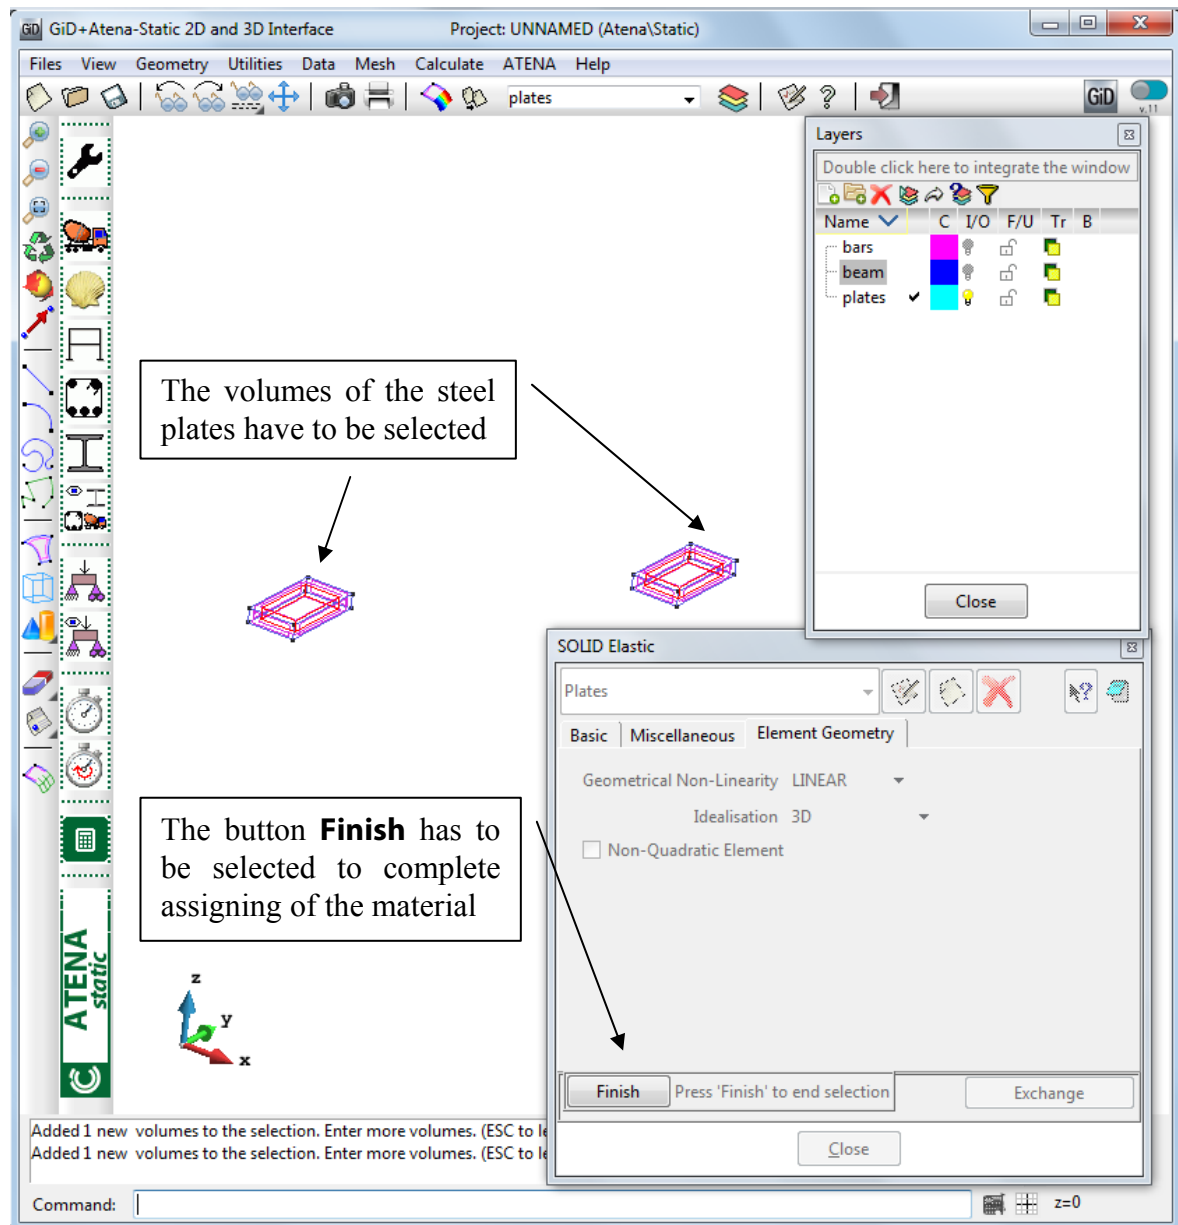 GiD GiD+Atena-Static 2D and 3D Interface Project: UNNAMED (Atena\Static)
Files View Geometry Utilities Data Mesh Calculate ATENA Help
plates GiD v.11
Layers
Double click here to integrate the window
Name C I/O F/U Tr B
bars
beam
plates
The volumes of the steel
plates have to be selected
Close
SOLID Elastic
Plates
Basic Miscellaneous Element Geometry
Geometrical Non-Linearity LINEAR
Idealisation 3D
Non-Quadratic Element
The button Finish has to
be selected to complete
assigning of the material
ATENA
static
z
y
x
Finish Press 'Finish' to end selection Exchange
Close
Added 1 new volumes to the selection. Enter more volumes. (ESC to le
Added 1 new volumes to the selection. Enter more volumes. (ESC to le
Command: z=0